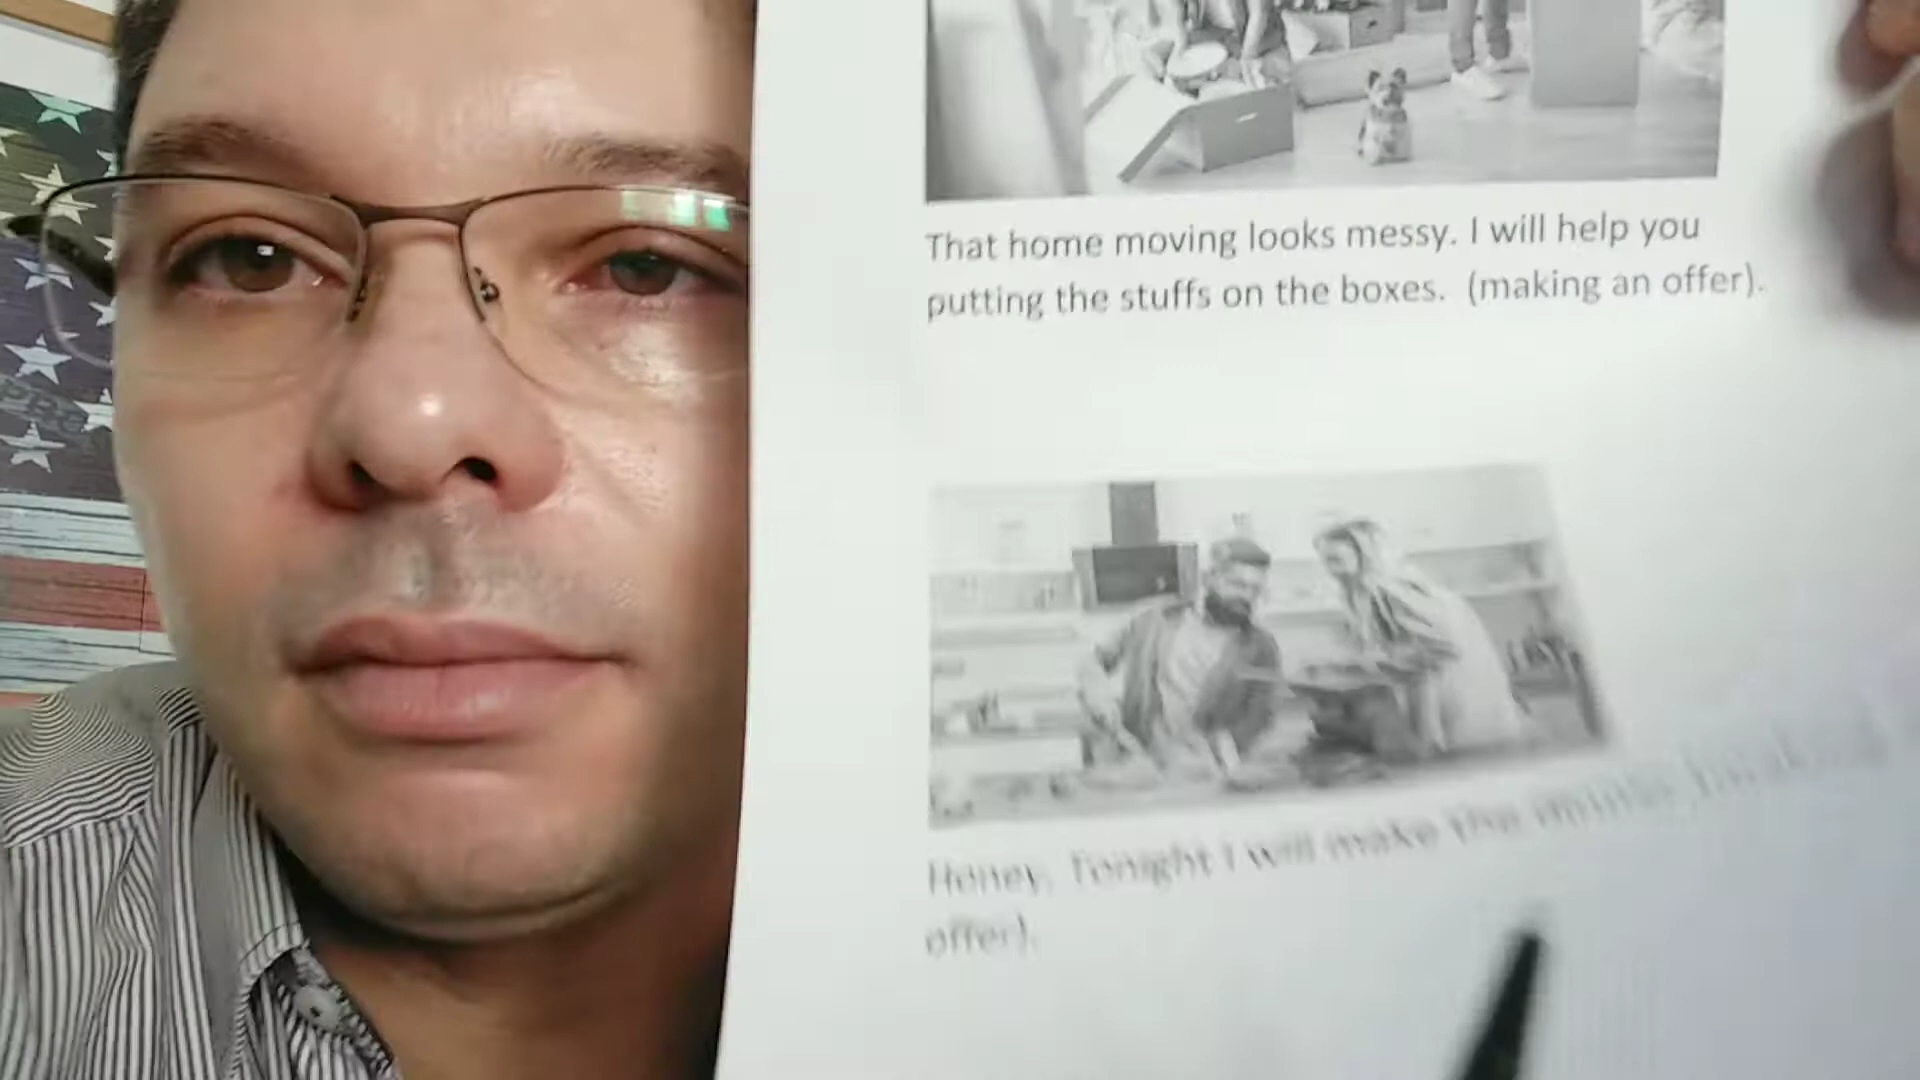 That home moving looks messy. I will help you
putting the stuffs on the boxes. (making an offer).
Honey, Tonight I will make the dinner
offer).